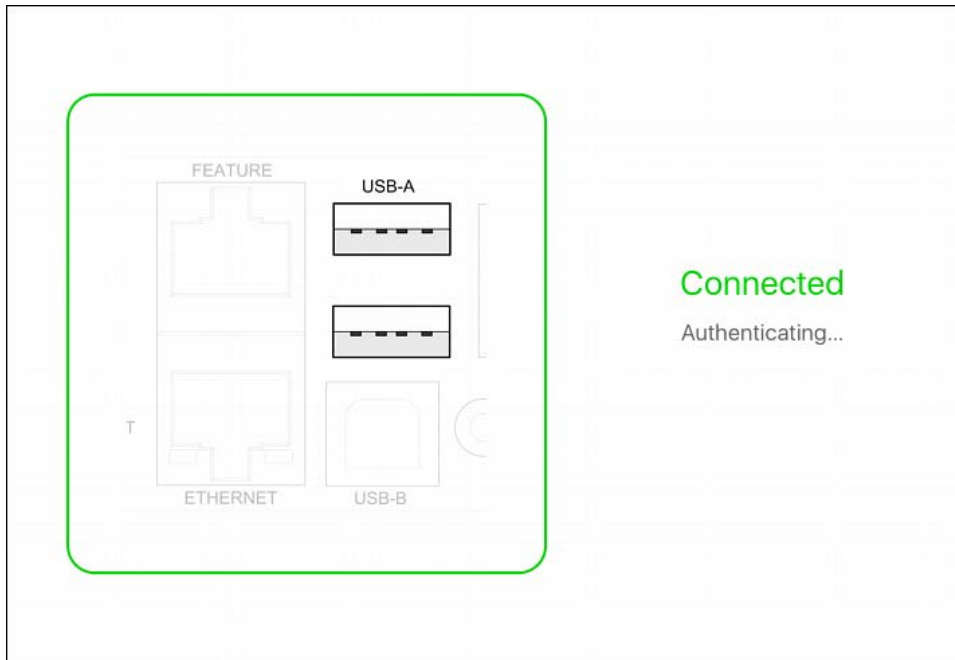 FEATURE
USB-A
Connected
Authenticating...
T
ETHERNET
USB-B